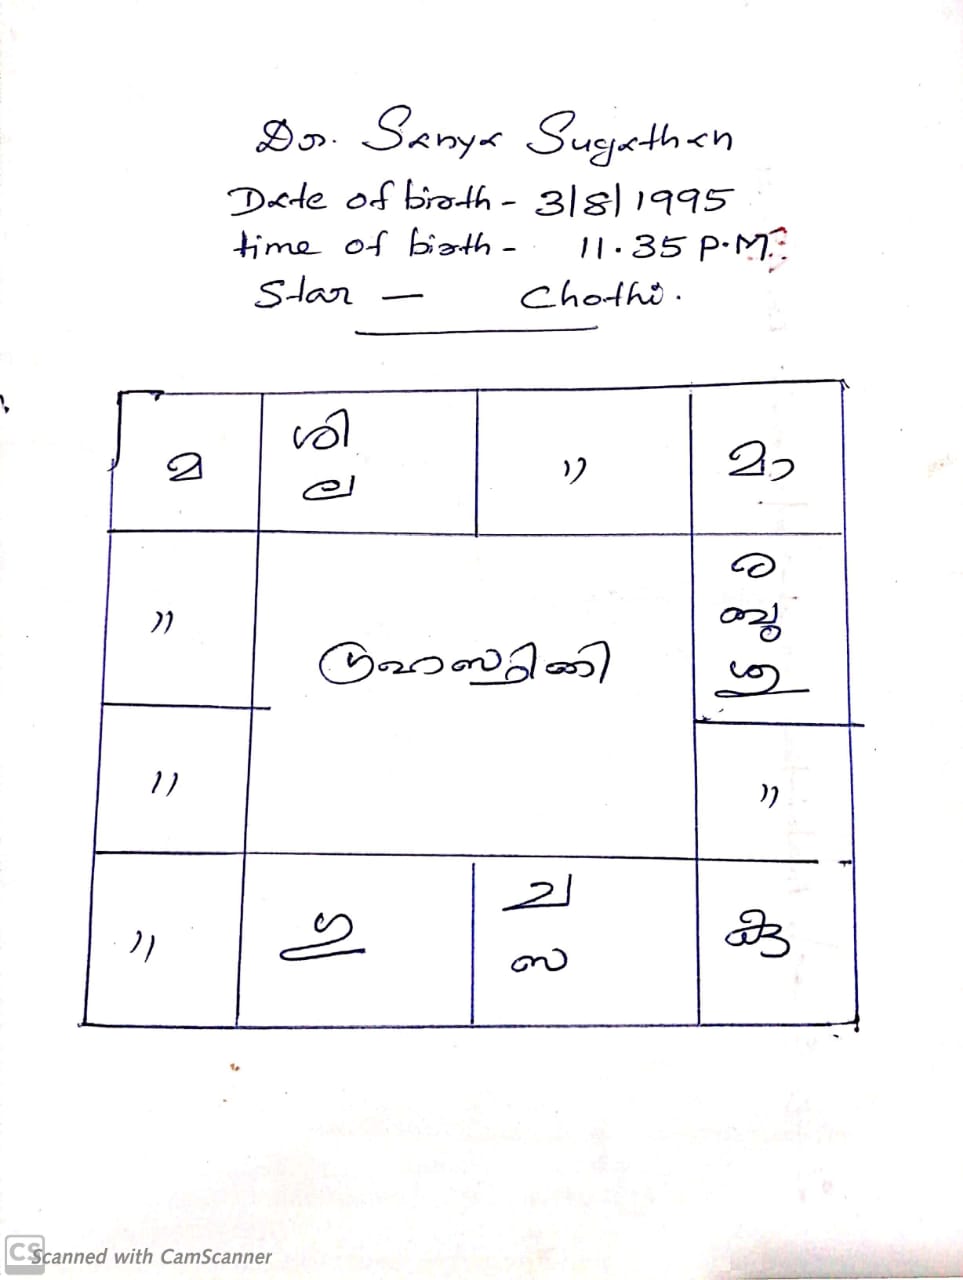 Dr. Sanya Sugathan
Date of birth - 3/8/1995
time of birth - 11.35 P.M.
Star — Chothi.
മ ശി " മാ
ല
" ര
ബു
ഗ്രഹസ്ഥിതി ശു
" "
" ഗു ച കു
സ
CS Scanned with CamScanner